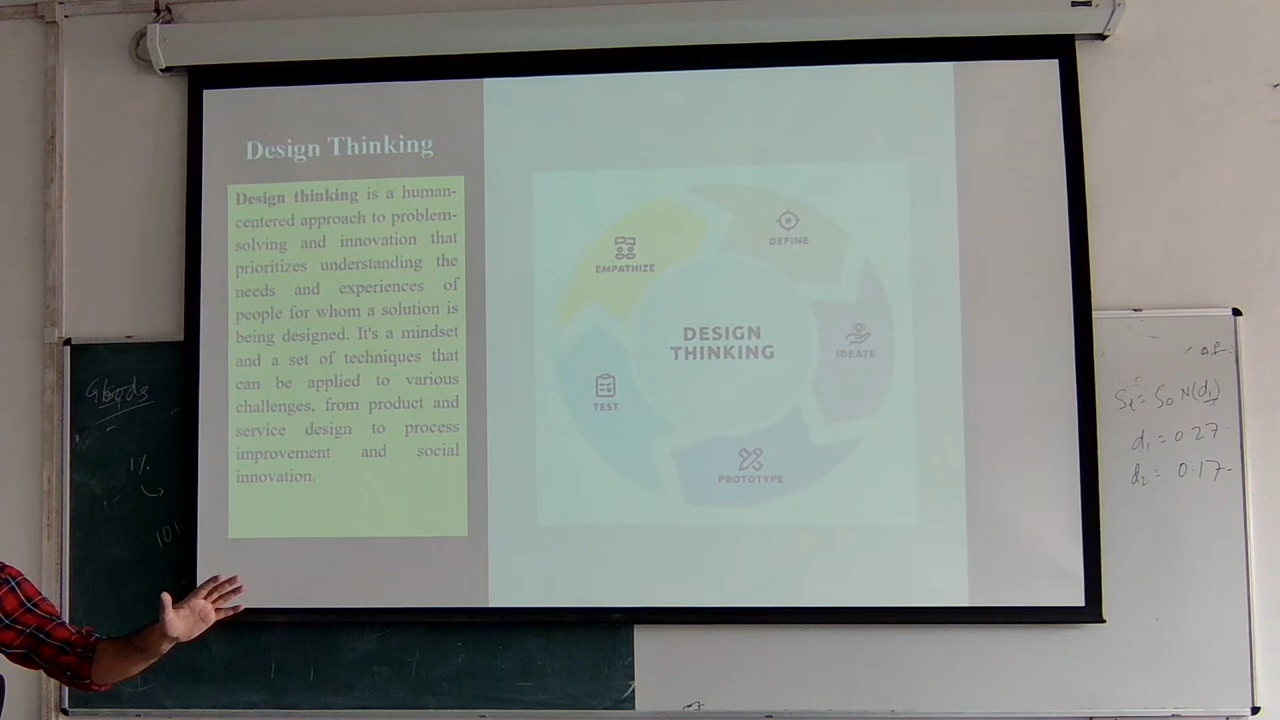 Design Thinking
Design thinking is a human-
centered approach to problem-
solving and innovation that
prioritizes understanding the
needs and experiences of
people for whom a solution is
being designed. It's a mindset
and a set of techniques that
can be applied to various
challenges, from product and
service design to process
improvement and social
innovation.
EMPATHIZE
DEFINE
IDEATE
PROTOTYPE
TEST
DESIGN
THINKING
1%
101
S₀ N(d₁)
d₁ = 0.27
d₂ = 0.17